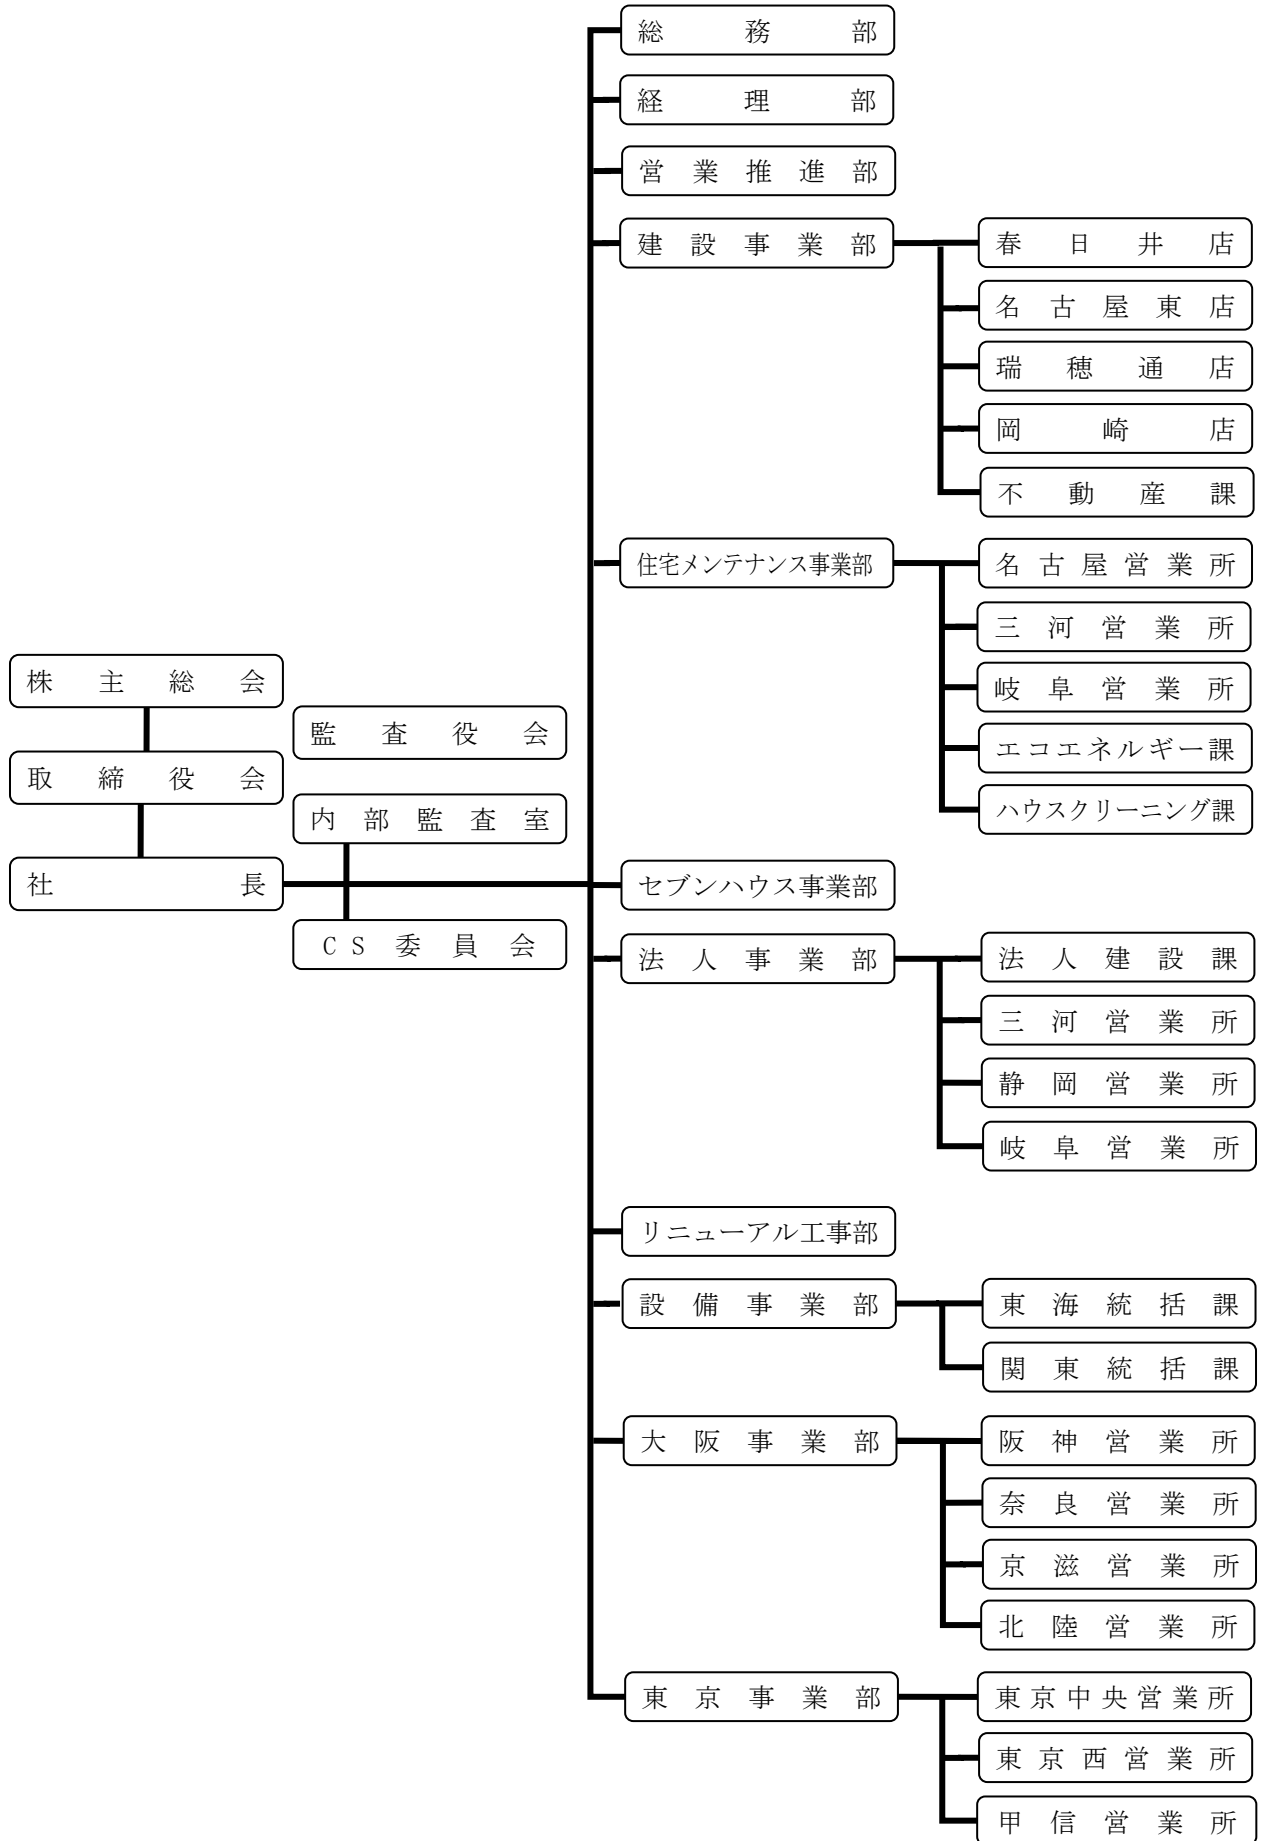 株主総会
取締役会
社長
監査役会
内部監査室
CS委員会
総務部
経理部
営業推進部
建設事業部
春日井店
名古屋東店
瑞穂通店
岡崎店
不動産課
住宅メンテナンス事業部
名古屋営業所
三河営業所
岐阜営業所
エコエネルギー課
ハウスクリーニング課
セブンハウス事業部
法人事業部
法人建設課
三河営業所
静岡営業所
岐阜営業所
リニューアル工事部
設備事業部
東海統括課
関東統括課
大阪事業部
阪神営業所
奈良営業所
京滋営業所
北陸営業所
東京事業部
東京中央営業所
東京西営業所
甲信営業所